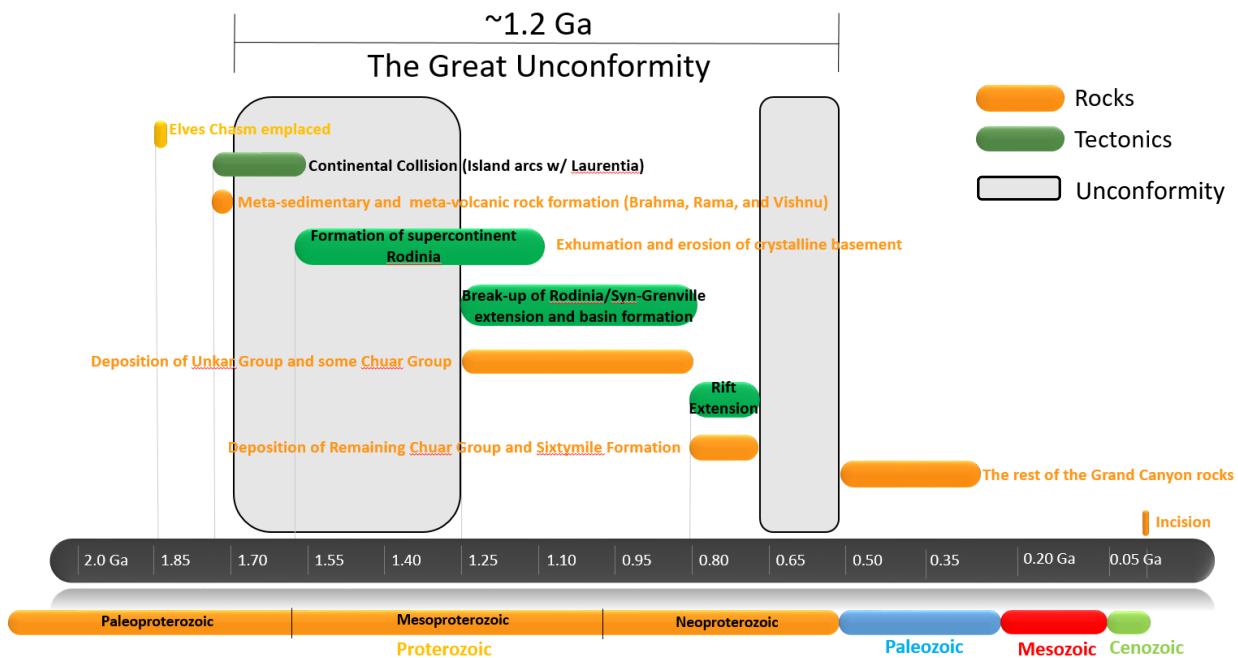 ~1.2 Ga
The Great Unconformity
Rocks
Tectonics
Unconformity
Elves Chasm emplaced
Continental Collision (Island arcs w/ Laurentia)
Meta-sedimentary and meta-volcanic rock formation (Brahma, Rama, and Vishnu)
Formation of supercontinent
Rodinia
Exhumation and erosion of crystalline basement
Break-up of Rodinia/Syn-Grenville
extension and basin formation
Deposition of Unkar Group and some Chuar Group
Rift
Extension
Deposition of Remaining Chuar Group and Sixtymile Formation
The rest of the Grand Canyon rocks
Incision
2.0 Ga 1.85 1.70 1.55 1.40 1.25 1.10 0.95 0.80 0.65 0.50 0.35 0.20 Ga 0.05 Ga
Paleoproterozoic Mesoproterozoic Neoproterozoic
Proterozoic Paleozoic Mesozoic Cenozoic